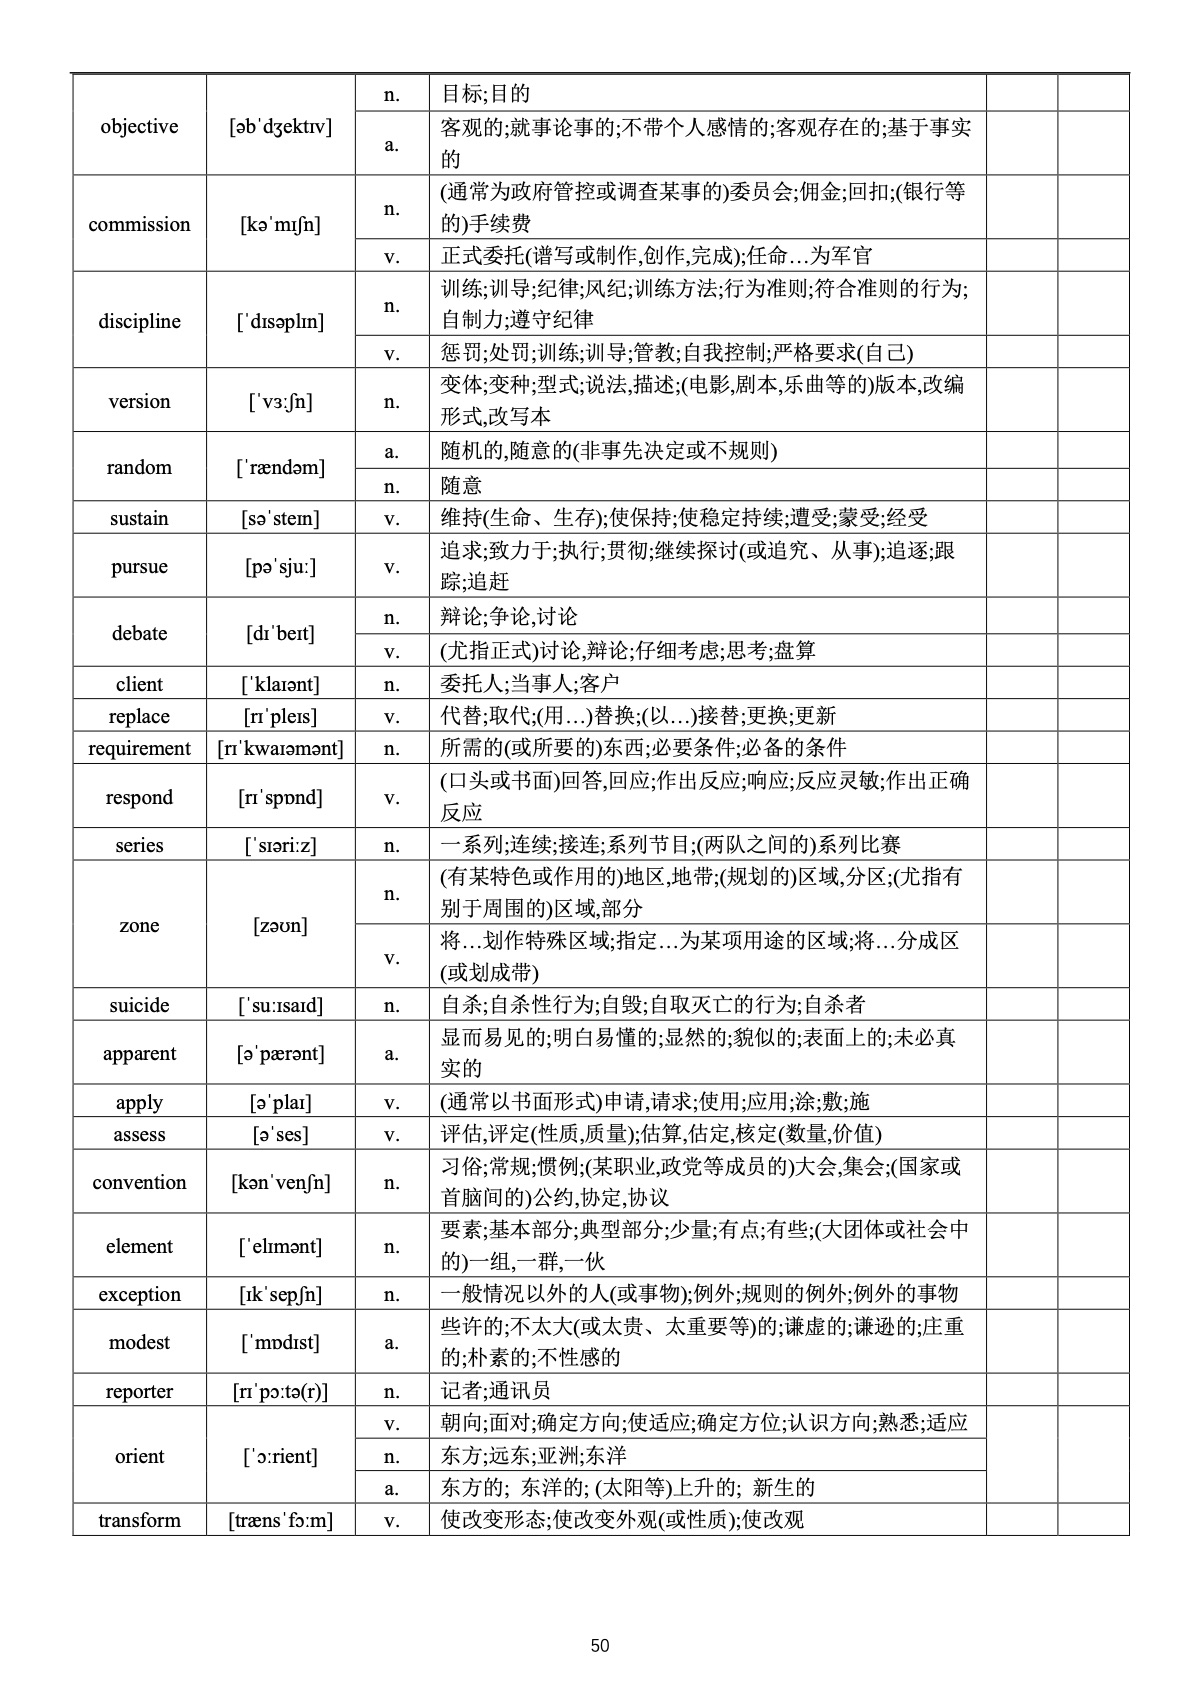 objective [əbˈdʒektɪv] n. 目标;目的
a. 客观的;就事论事的;不带个人感情的;客观存在的;基于事实
的
commission [kəˈmɪʃn] n. (通常为政府管控或调查某事的)委员会;佣金;回扣;(银行等
的)手续费
v. 正式委托(谱写或制作,创作,完成);任命…为军官
discipline [ˈdɪsəplɪn] n. 训练;训导;纪律;风纪;训练方法;行为准则;符合准则的行为;
自制力;遵守纪律
v. 惩罚;处罚;训练;训导;管教;自我控制;严格要求(自己)
version [ˈvɜːʃn] n. 变体;变种;型式;说法,描述;(电影,剧本,乐曲等的)版本,改编
形式,改写本
random [ˈrændəm] a. 随机的,随意的(非事先决定或不规则)
n. 随意
sustain [səˈsteɪn] v. 维持(生命、生存);使保持;使稳定持续;遭受;蒙受;经受
pursue [pəˈsjuː] v. 追求;致力于;执行;贯彻;继续探讨(或追究、从事);追逐;跟
踪;追赶
debate [dɪˈbeɪt] n. 辩论;争论,讨论
v. (尤指正式)讨论,辩论;仔细考虑;思考;盘算
client [ˈklaɪənt] n. 委托人;当事人;客户
replace [rɪˈpleɪs] v. 代替;取代;(用…)替换;(以…)接替;更换;更新
requirement [rɪˈkwaɪəmənt] n. 所需的(或所要的)东西;必要条件;必备的条件
respond [rɪˈspɒnd] v. (口头或书面)回答,回应;作出反应;响应;反应灵敏;作出正确
反应
series [ˈsɪəriːz] n. 一系列;连续;接连;系列节目;(两队之间的)系列比赛
zone [zəʊn] n. (有某特色或作用的)地区,地带;(规划的)区域,分区;(尤指有
别于周围的)区域,部分
v. 将…划作特殊区域;指定…为某项用途的区域;将…分成区
(或划成带)
suicide [ˈsuːɪsaɪd] n. 自杀;自杀性行为;自毁;自取灭亡的行为;自杀者
apparent [əˈpærənt] a. 显而易见的;明白易懂的;显然的;貌似的;表面上的;未必真
实的
apply [əˈplaɪ] v. (通常以书面形式)申请,请求;使用;应用;涂;敷;施
assess [əˈses] v. 评估,评定(性质,质量);估算,估定,核定(数量,价值)
convention [kənˈvenʃn] n. 习俗;常规;惯例;(某职业,政党等成员的)大会,集会;(国家或
首脑间的)公约,协定,协议
element [ˈelɪmənt] n. 要素;基本部分;典型部分;少量;有点;有些;(大团体或社会中
的)一组,一群,一伙
exception [ɪkˈsepʃn] n. 一般情况以外的人(或事物);例外;规则的例外;例外的事物
modest [ˈmɒdɪst] a. 些许的;不太大(或太贵、太重要等)的;谦虚的;谦逊的;庄重
的;朴素的;不性感的
reporter [rɪˈpɔːtə(r)] n. 记者;通讯员
orient [ˈɔːrient] v. 朝向;面对;确定方向;使适应;确定方位;认识方向;熟悉;适应
n. 东方;远东;亚洲;东洋
a. 东方的; 东洋的; (太阳等)上升的; 新生的
transform [trænsˈfɔːm] v. 使改变形态;使改变外观(或性质);使改观
50